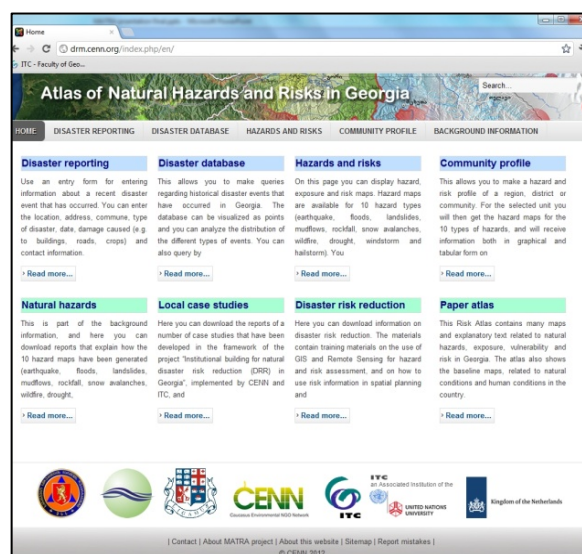 Home
drm.cenn.org/index.php/en/
ITC - Faculty of Geo...
Atlas of Natural Hazards and Risks in Georgia
Search...
HOME DISASTER REPORTING DISASTER DATABASE HAZARDS AND RISKS COMMUNITY PROFILE BACKGROUND INFORMATION
Disaster reporting
Use an entry form for entering
information about a recent disaster
event that has occurred. You can enter
the location, address, commune, type
of disaster, date, damage caused (e.g.
to buildings, roads, crops) and
contact information.
› Read more...
Disaster database
This allows you to make queries
regarding historical disaster events that
have occurred in Georgia. The
database can be visualized as points
and you can analyze the distribution of
the different types of events. You can
also query by
› Read more...
Hazards and risks
On this page you can display hazard,
exposure and risk maps. Hazard maps
are available for 10 hazard types
(earthquake, floods, landslides,
mudflows, rockfall, snow avalanches,
wildfire, drought, windstorm and
hailstorm). You
› Read more...
Community profile
This allows you to make a hazard and
risk profile of a region, district or
community. For the selected unit you
will then get the hazard maps for the
10 types of hazards, and will receive
information both in graphical and
tabular form on
› Read more...
Natural hazards
This is part of the background
information, and here you can
download reports that explain how the
10 hazard maps have been generated
(earthquake, floods, landslides,
mudflows, rockfall, snow avalanches,
wildfire, drought,
› Read more...
Local case studies
Here you can download the reports of a
number of case studies that have been
developed in the framework of the
project "Institutional building for natural
disaster risk reduction (DRR) in
Georgia", implemented by CENN and
ITC, and
› Read more...
Disaster risk reduction
Here you can download information on
disaster risk reduction. The materials
contain training materials on the use of
GIS and Remote Sensing for hazard
and risk assessment, and on how to
use risk information in spatial planning
and
› Read more...
Paper atlas
This Risk Atlas contains many maps
and explanatory text related to natural
hazards, exposure, vulnerability and
risk in Georgia. The atlas also shows
the baseline maps, related to natural
conditions and human conditions in the
country.
› Read more...
CENN
Caucasus Environmental NGO Network
ITC
ITC
an Associated Institution of the
UNITED NATIONS
UNIVERSITY
Kingdom of the Netherlands
| Contact | About MATRA project | About this website | Sitemap | Report mistakes |
© CENN 2012